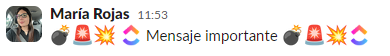 María Rojas 11:53
💣🚨💥 Mensaje importante 💣🚨💥